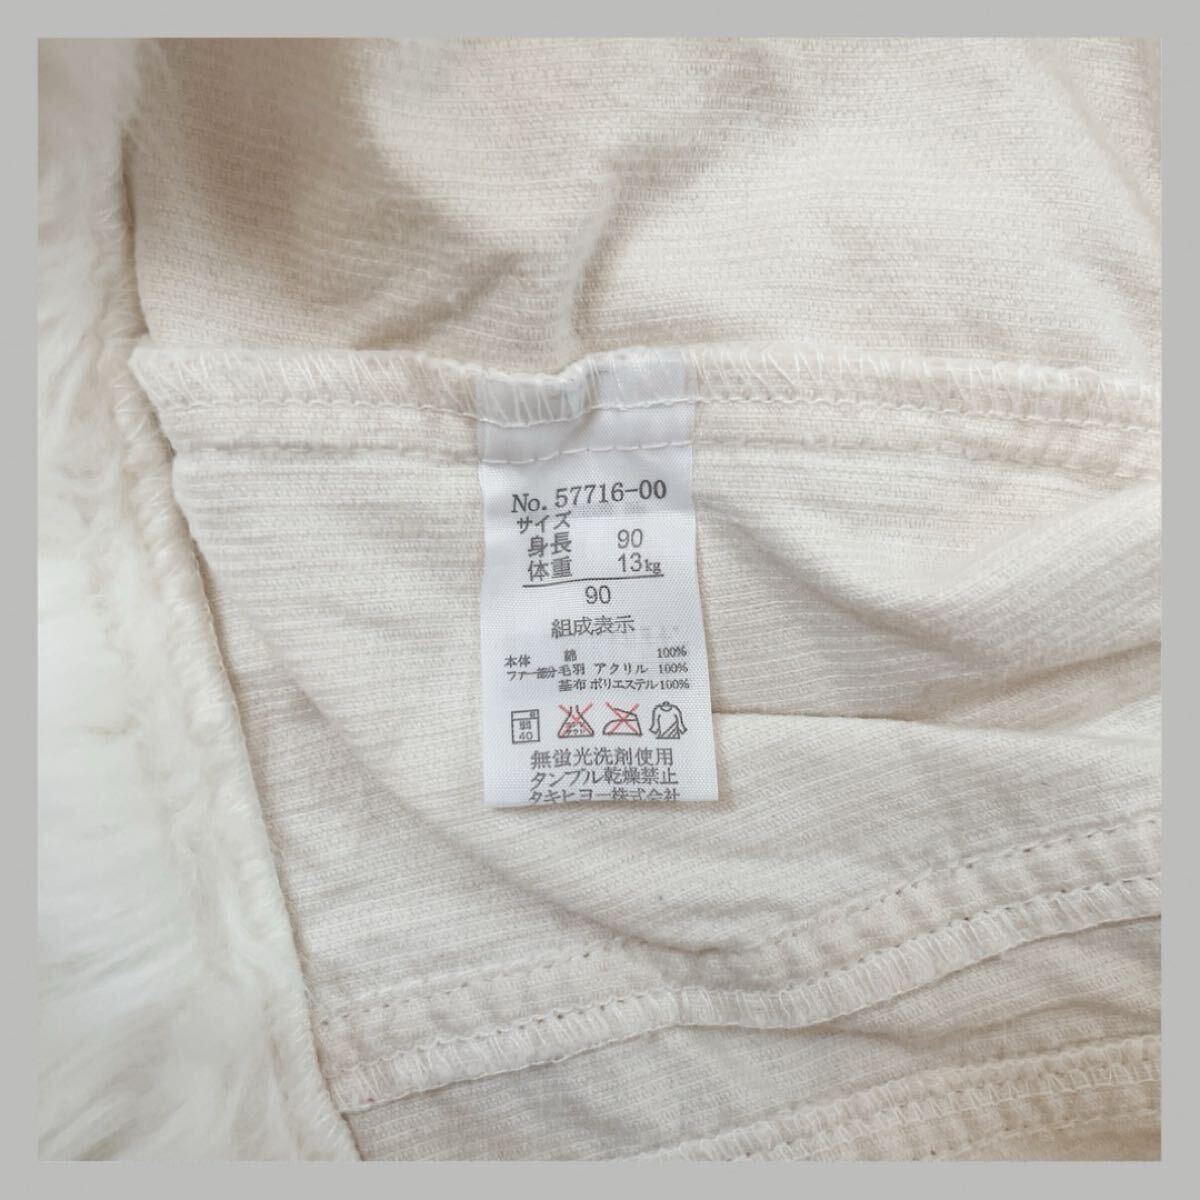 No. 57716-00
サイズ
身長 90
体重 13kg
90
組成表示
本体 綿 100%
ファー部分 毛羽 アクリル 100%
基布 ポリエステル 100%
40
無蛍光洗剤使用
タンブル乾燥禁止
タキヒヨー株式会社